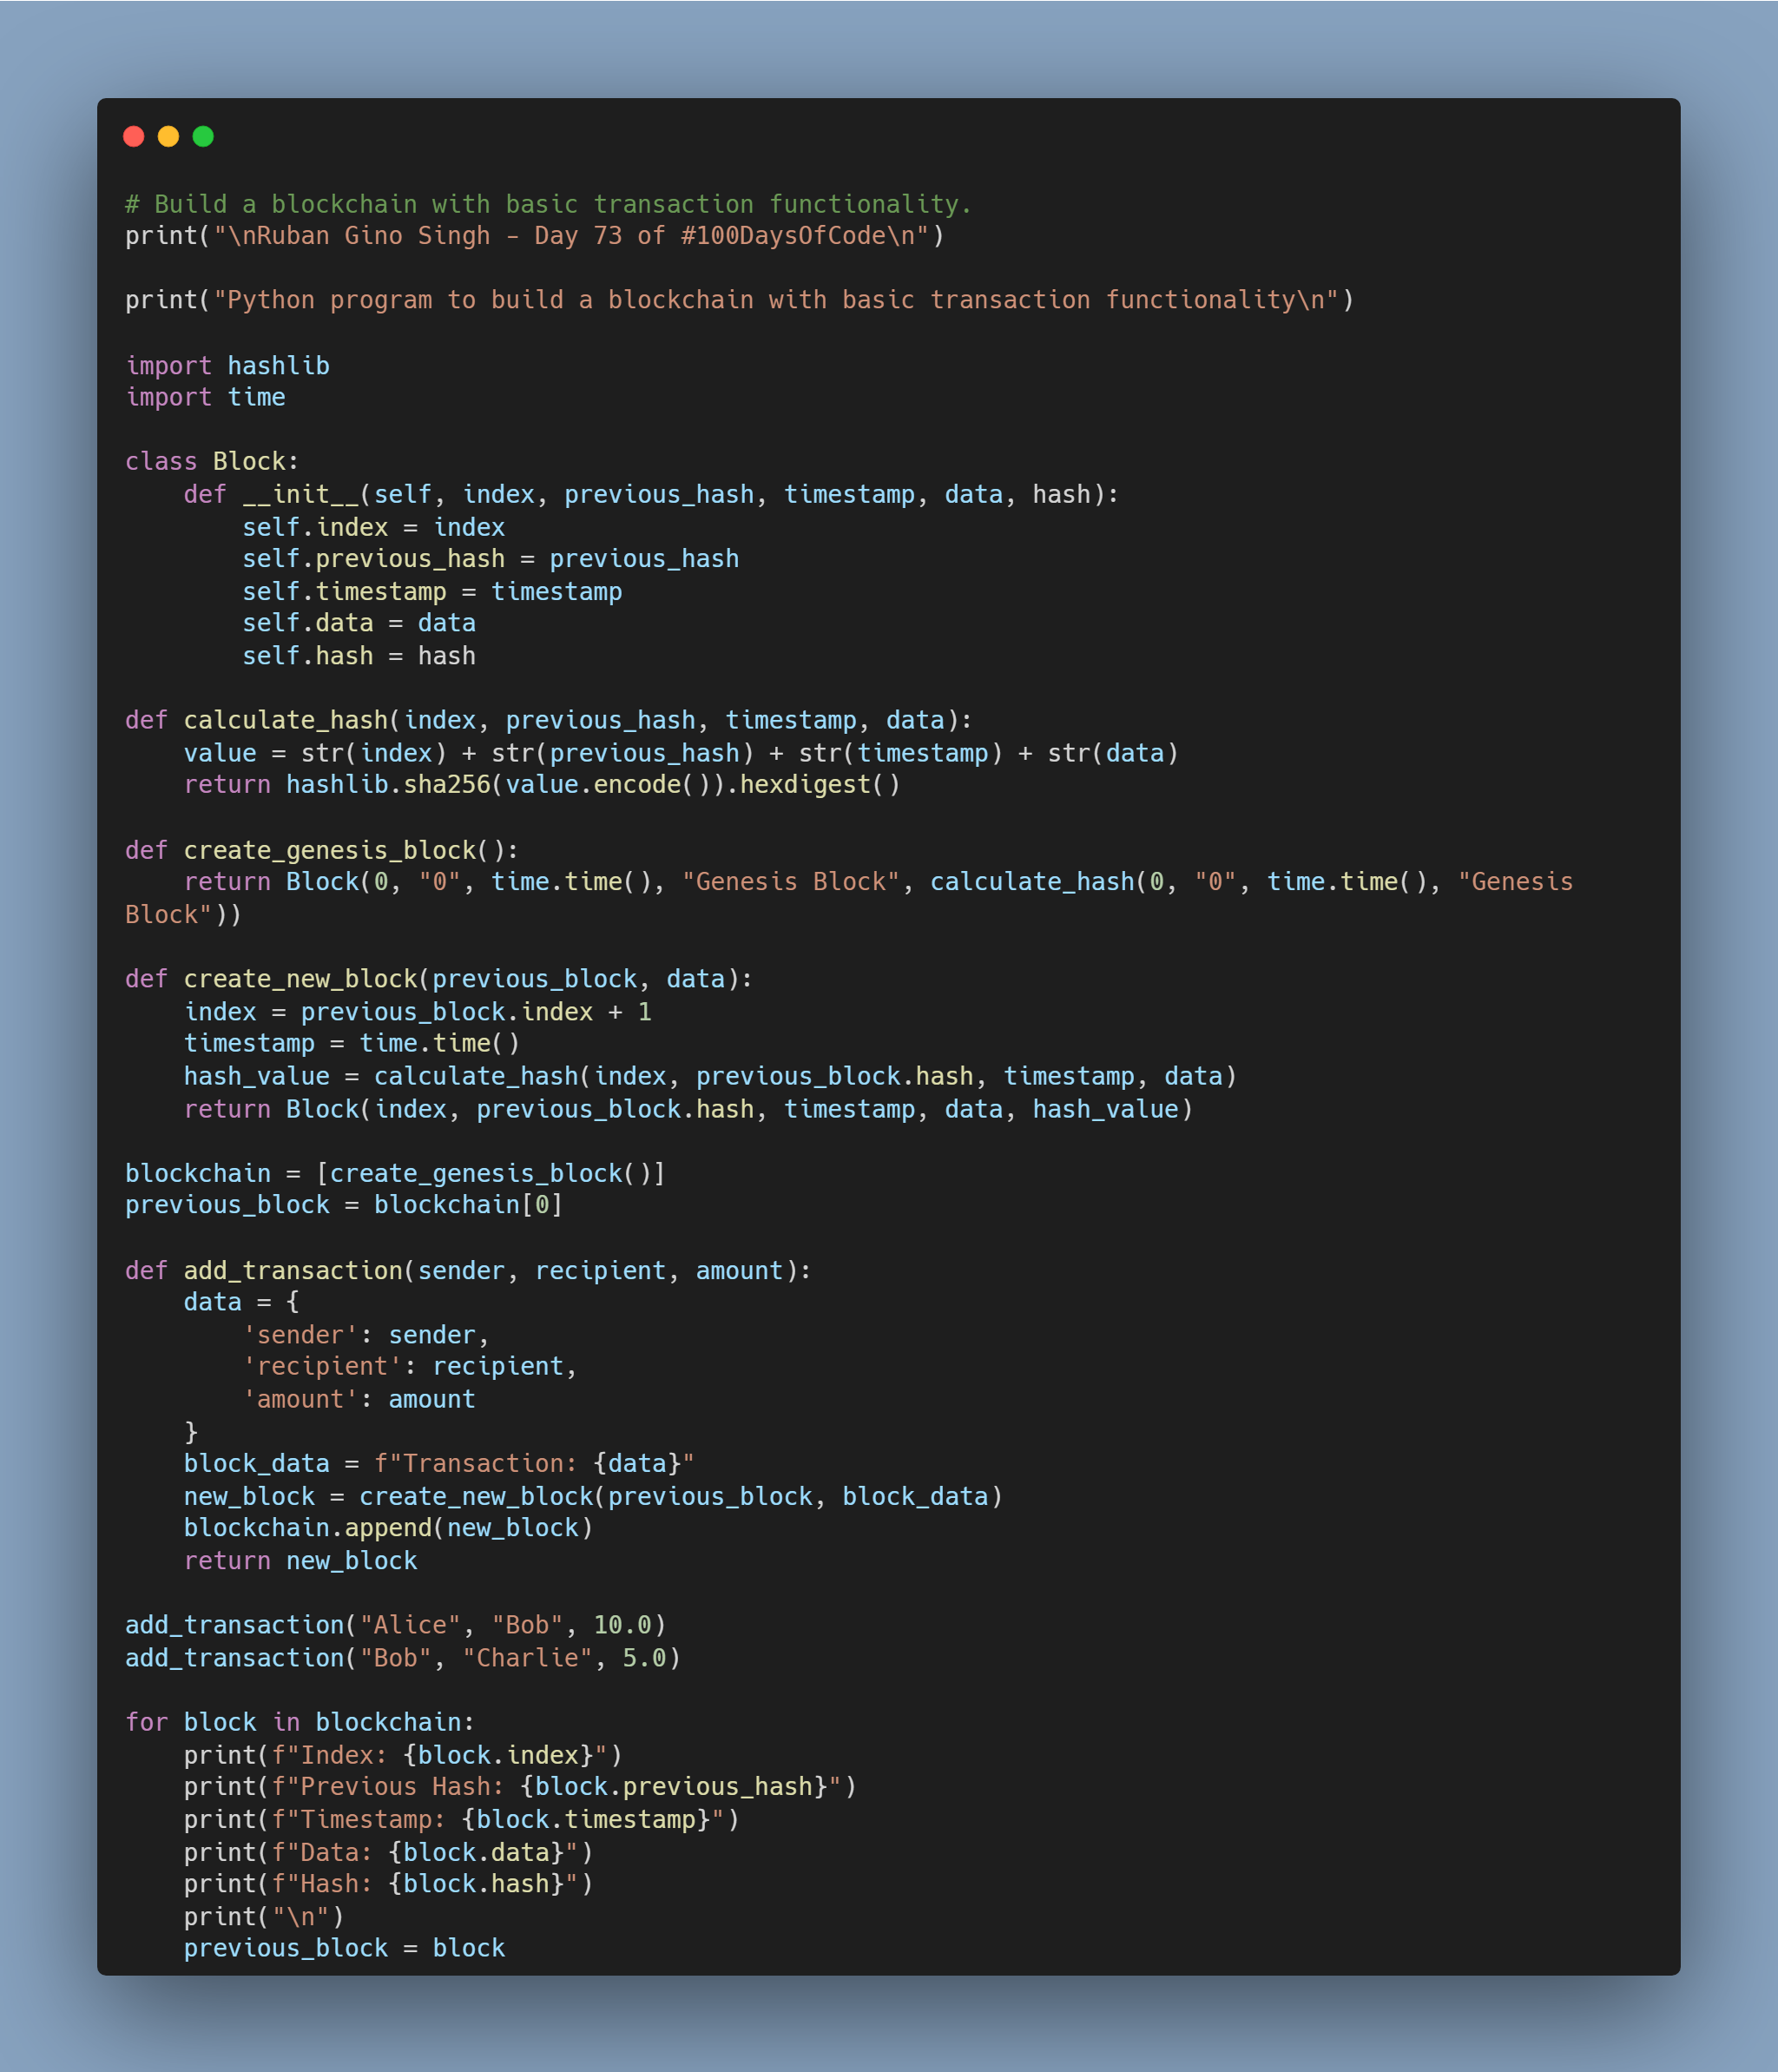 # Build a blockchain with basic transaction functionality.
print("\nRuban Gino Singh - Day 73 of #100DaysOfCode\n")

print("Python program to build a blockchain with basic transaction functionality\n")

import hashlib
import time

class Block:
    def __init__(self, index, previous_hash, timestamp, data, hash):
        self.index = index
        self.previous_hash = previous_hash
        self.timestamp = timestamp
        self.data = data
        self.hash = hash

def calculate_hash(index, previous_hash, timestamp, data):
    value = str(index) + str(previous_hash) + str(timestamp) + str(data)
    return hashlib.sha256(value.encode()).hexdigest()

def create_genesis_block():
    return Block(0, "0", time.time(), "Genesis Block", calculate_hash(0, "0", time.time(), "Genesis
Block"))

def create_new_block(previous_block, data):
    index = previous_block.index + 1
    timestamp = time.time()
    hash_value = calculate_hash(index, previous_block.hash, timestamp, data)
    return Block(index, previous_block.hash, timestamp, data, hash_value)

blockchain = [create_genesis_block()]
previous_block = blockchain[0]

def add_transaction(sender, recipient, amount):
    data = {
        'sender': sender,
        'recipient': recipient,
        'amount': amount
    }
    block_data = f"Transaction: {data}"
    new_block = create_new_block(previous_block, block_data)
    blockchain.append(new_block)
    return new_block

add_transaction("Alice", "Bob", 10.0)
add_transaction("Bob", "Charlie", 5.0)

for block in blockchain:
    print(f"Index: {block.index}")
    print(f"Previous Hash: {block.previous_hash}")
    print(f"Timestamp: {block.timestamp}")
    print(f"Data: {block.data}")
    print(f"Hash: {block.hash}")
    print("\n")
    previous_block = block